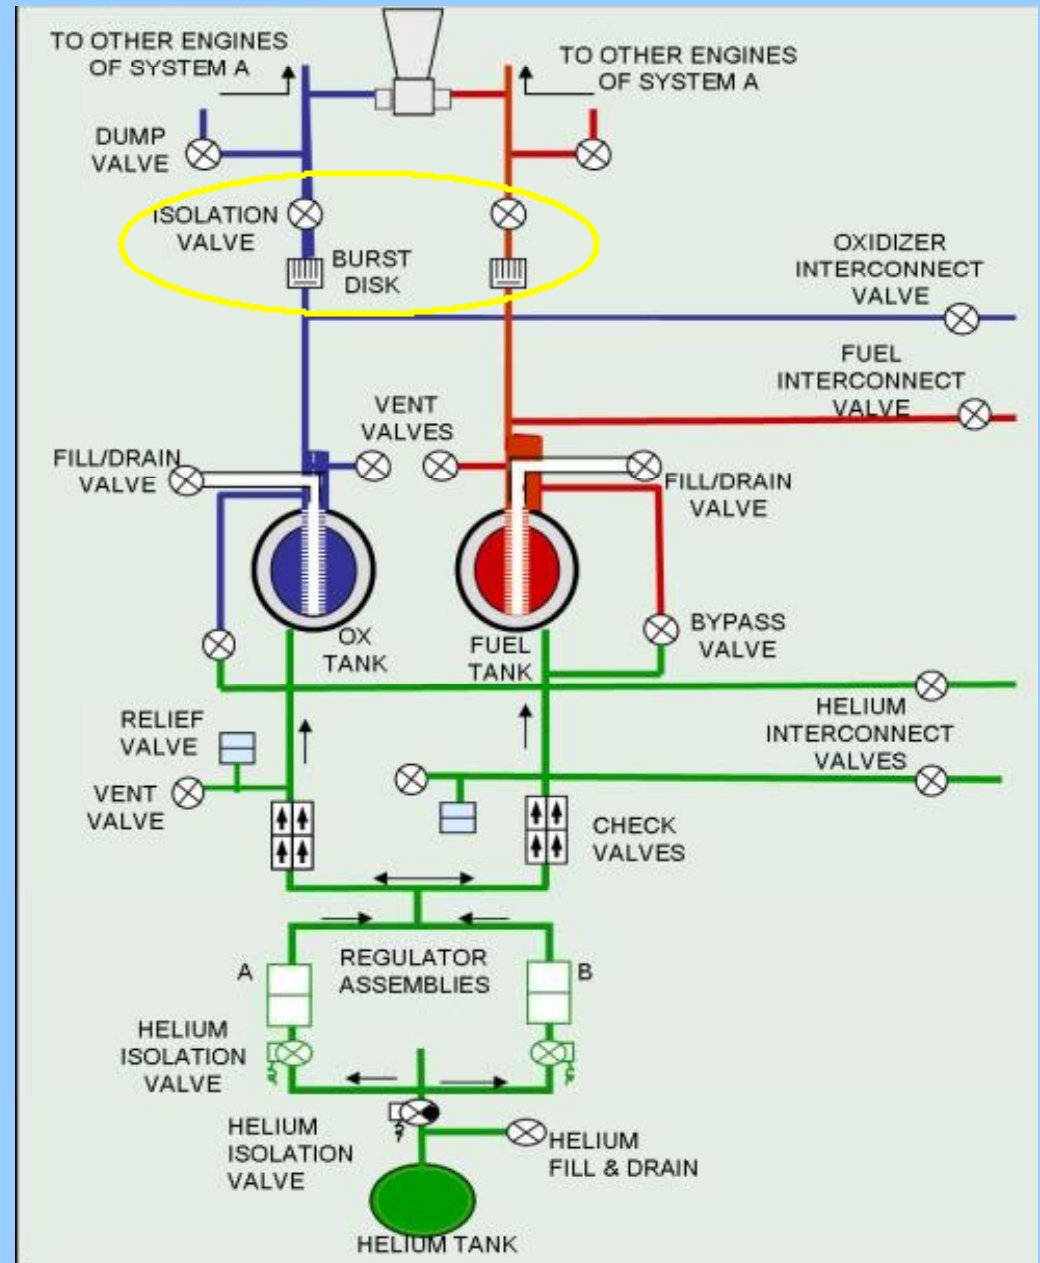 TO OTHER ENGINES
OF SYSTEM A
TO OTHER ENGINES
OF SYSTEM A
DUMP
VALVE
ISOLATION
VALVE
BURST
DISK
OXIDIZER
INTERCONNECT
VALVE
FUEL
INTERCONNECT
VALVE
VENT
VALVES
FILL/DRAIN
VALVE
FILL/DRAIN
VALVE
OX
TANK
FUEL
TANK
BYPASS
VALVE
RELIEF
VALVE
HELIUM
INTERCONNECT
VALVES
VENT
VALVE
CHECK
VALVES
A
REGULATOR
ASSEMBLIES
B
HELIUM
ISOLATION
VALVE
HELIUM
ISOLATION
VALVE
HELIUM
FILL & DRAIN
HELIUM TANK